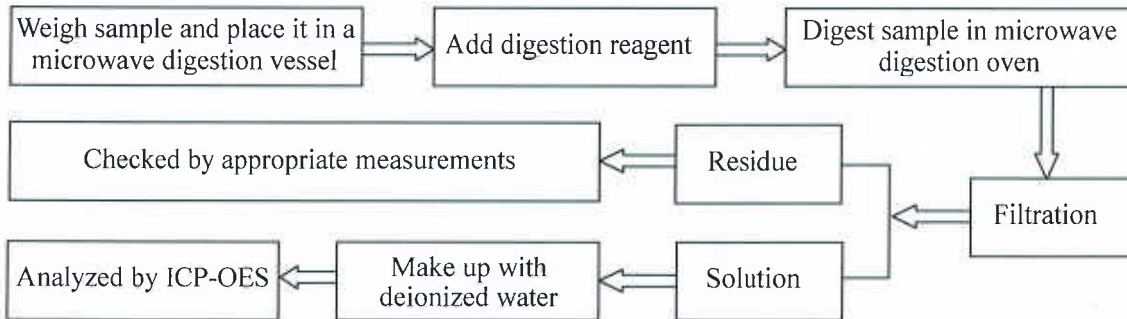 Weigh sample and place it in a
microwave digestion vessel
Add digestion reagent
Digest sample in microwave
digestion oven
Checked by appropriate measurements
Residue
Filtration
Analyzed by ICP-OES
Make up with
deionized water
Solution